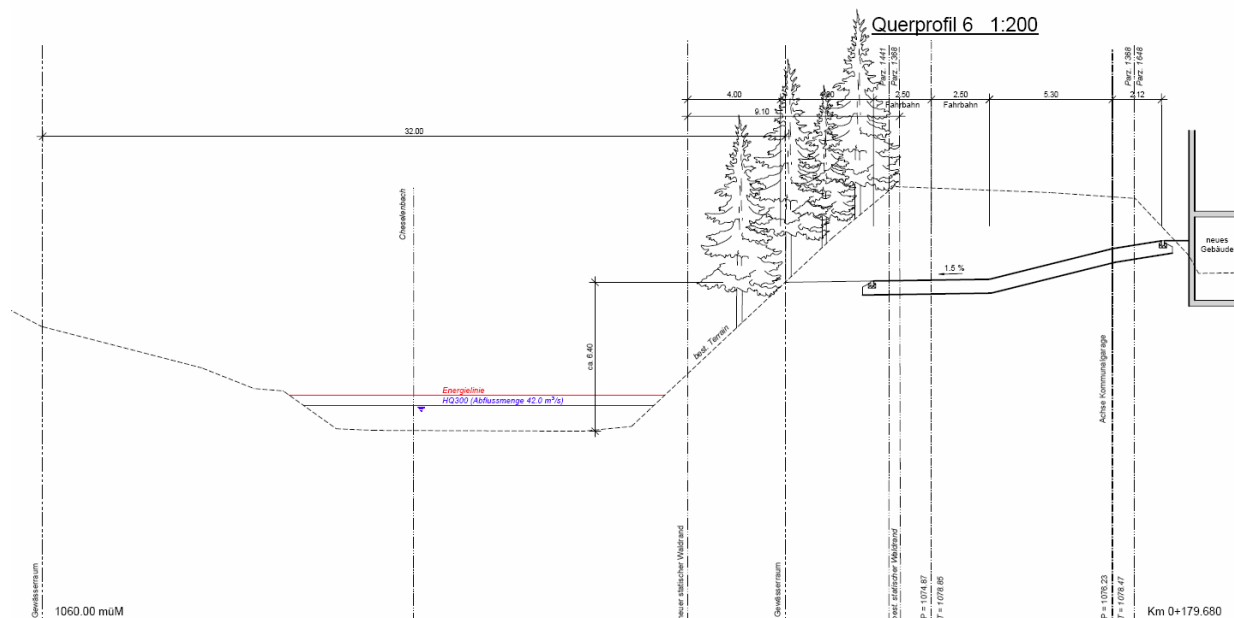 Querprofil 6 1:200
Parz. 1441
Parz. 1368
Parz. 1368
Parz. 1648
4.00
2.50
2.50
5.30
2.12
Fahrbahn
Fahrbahn
9.10
32.00
Cheselenbach
neues
Gebäude
1.5 %
best. Terrain
ca. 6.40
Energielinie
HQ300 (Abflussmenge 42.0 m³/s)
Achse Kommunalgarage
Gewässerraum
neuer statischer Waldrand
Gewässerraum
best. statischer Waldrand
P = 1074.87
T = 1078.86
P = 1076.23
T = 1078.47
1060.00 müM
Km 0+179.680